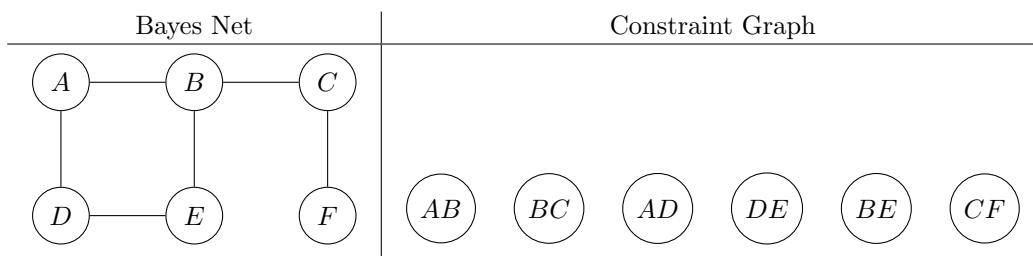 Bayes Net Constraint Graph
A B C
D E F AB BC AD DE BE CF